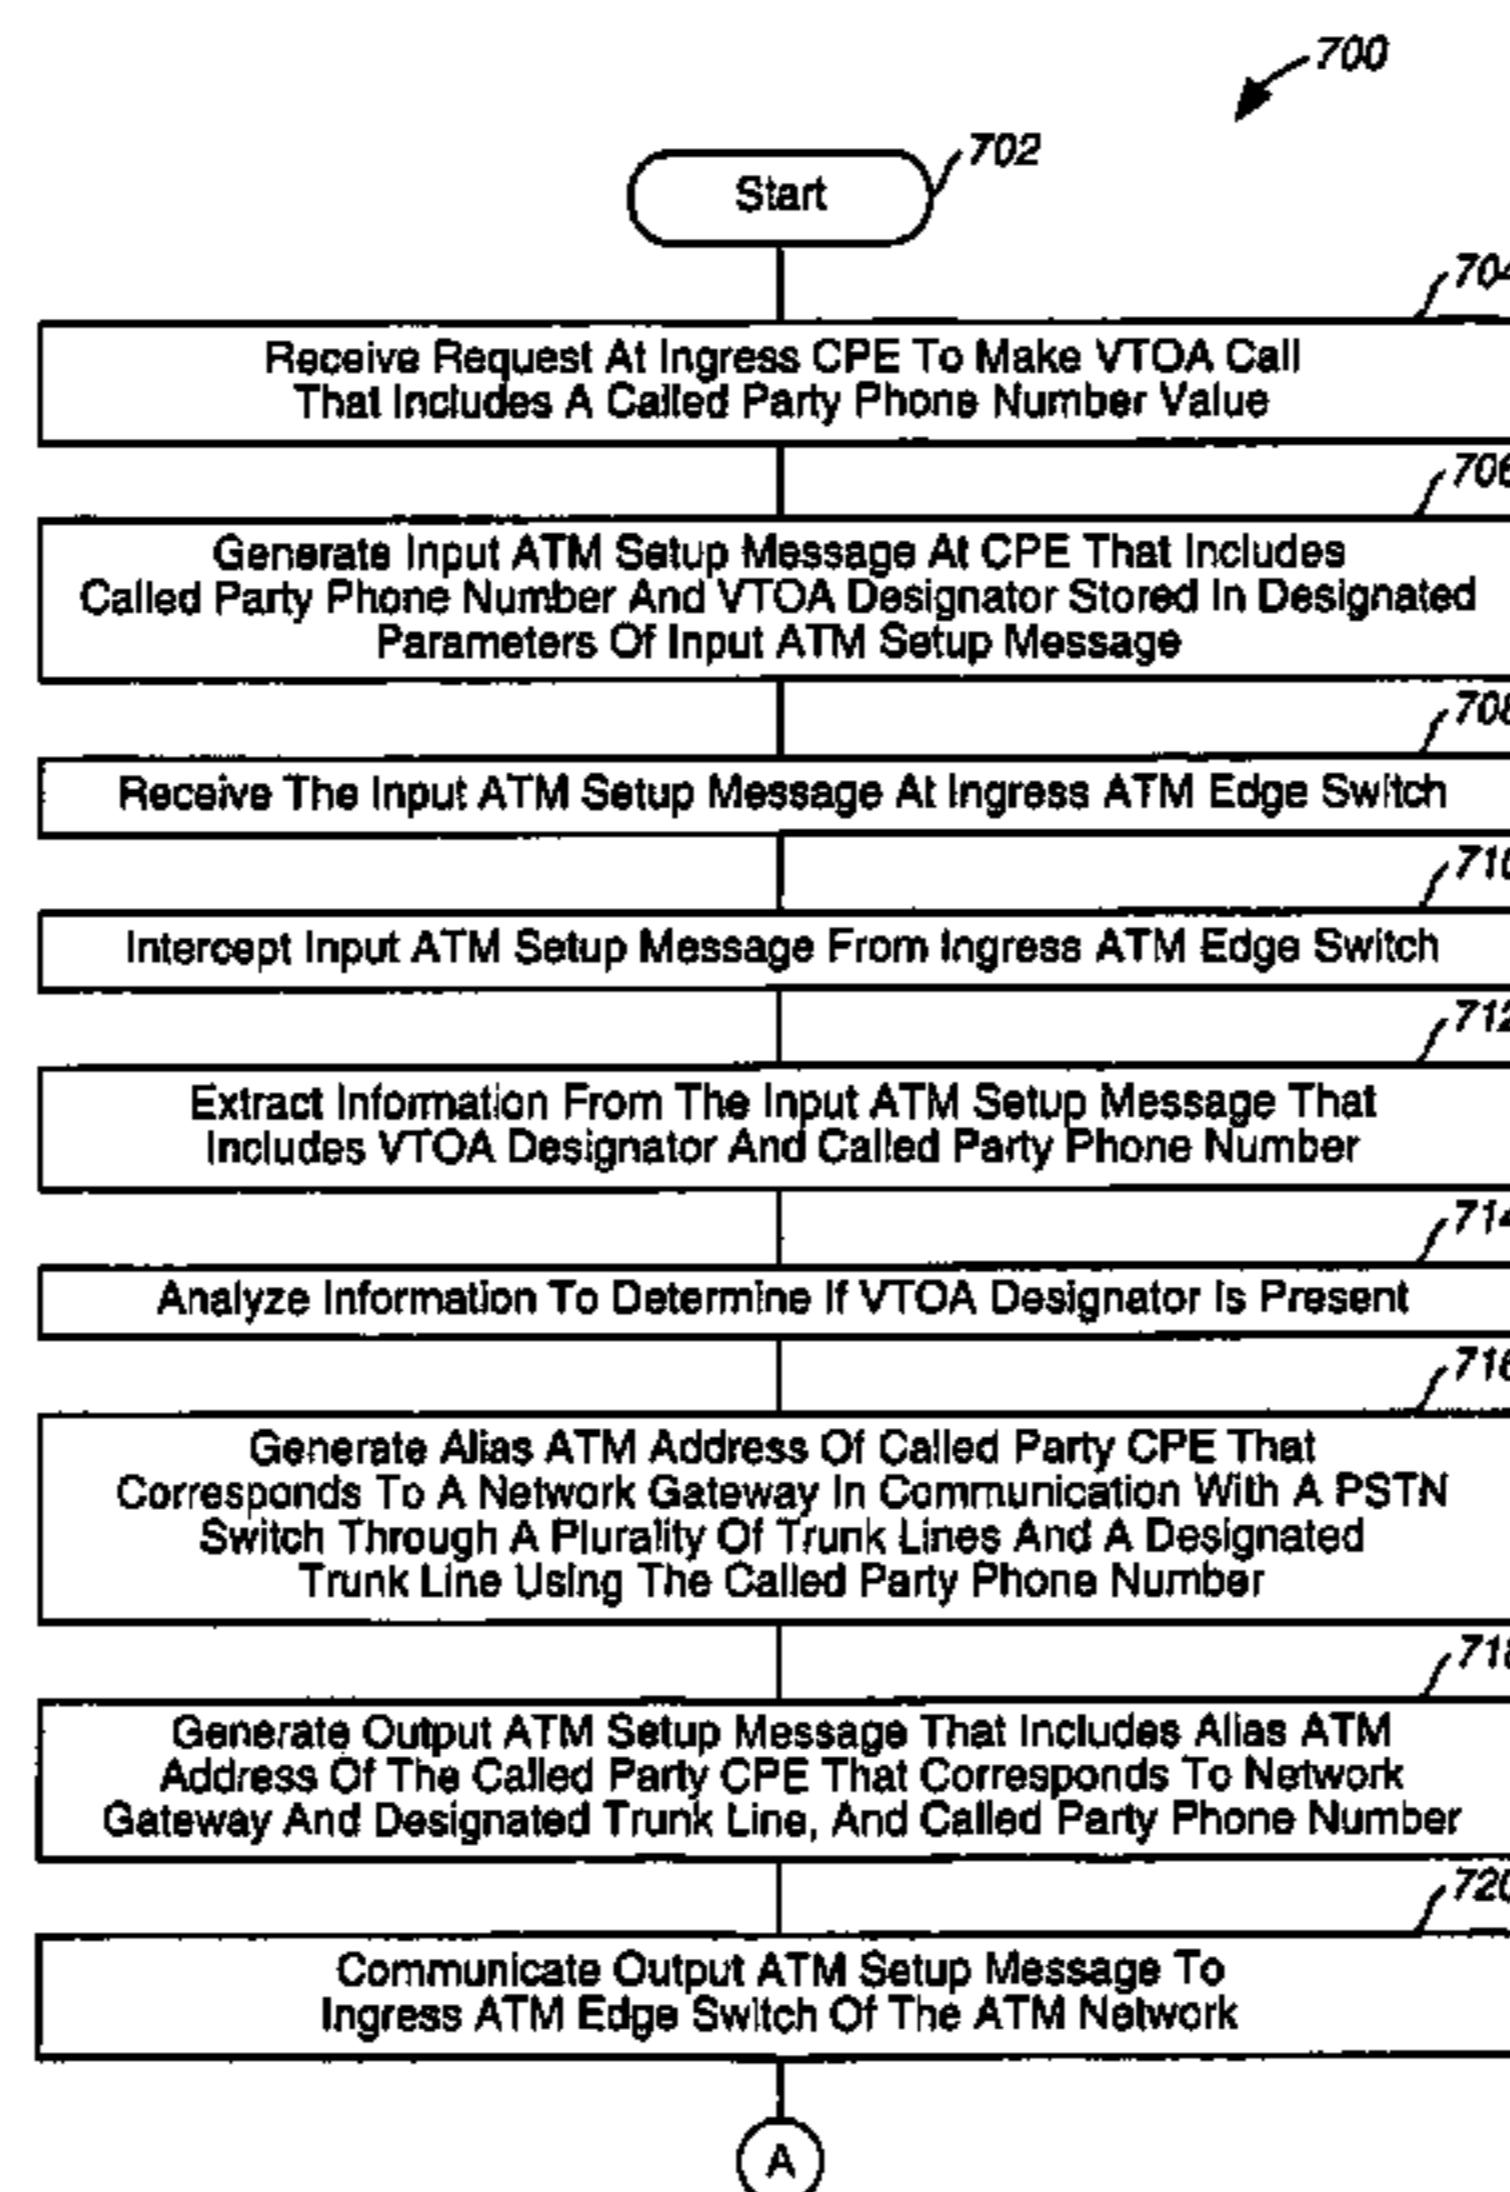 700
702
Start
704
Receive Request At Ingress CPE To Make VTOA Call
That Includes A Called Party Phone Number Value
706
Generate Input ATM Setup Message At CPE That Includes
Called Party Phone Number And VTOA Designator Stored In Designated
Parameters Of Input ATM Setup Message
708
Receive The Input ATM Setup Message At Ingress ATM Edge Switch
710
Intercept Input ATM Setup Message From Ingress ATM Edge Switch
712
Extract Information From The Input ATM Setup Message That
Includes VTOA Designator And Called Party Phone Number
714
Analyze Information To Determine If VTOA Designator Is Present
716
Generate Alias ATM Address Of Called Party CPE That
Corresponds To A Network Gateway In Communication With A PSTN
Switch Through A Plurality Of Trunk Lines And A Designated
Trunk Line Using The Called Party Phone Number
718
Generate Output ATM Setup Message That Includes Alias ATM
Address Of The Called Party CPE That Corresponds To Network
Gateway And Designated Trunk Line, And Called Party Phone Number
720
Communicate Output ATM Setup Message To
Ingress ATM Edge Switch Of The ATM Network
A